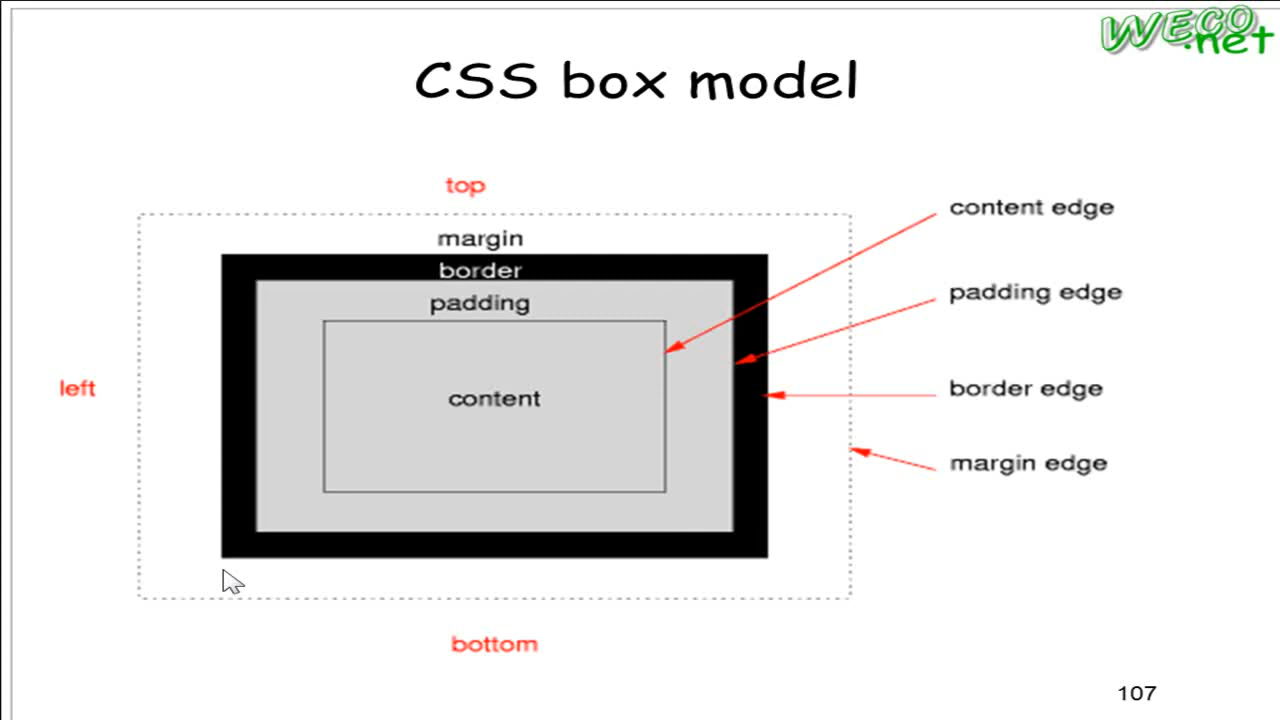 WECO
.net
CSS box model
top
content edge
margin
border
padding edge
padding
left
content
border edge
margin edge
bottom
107